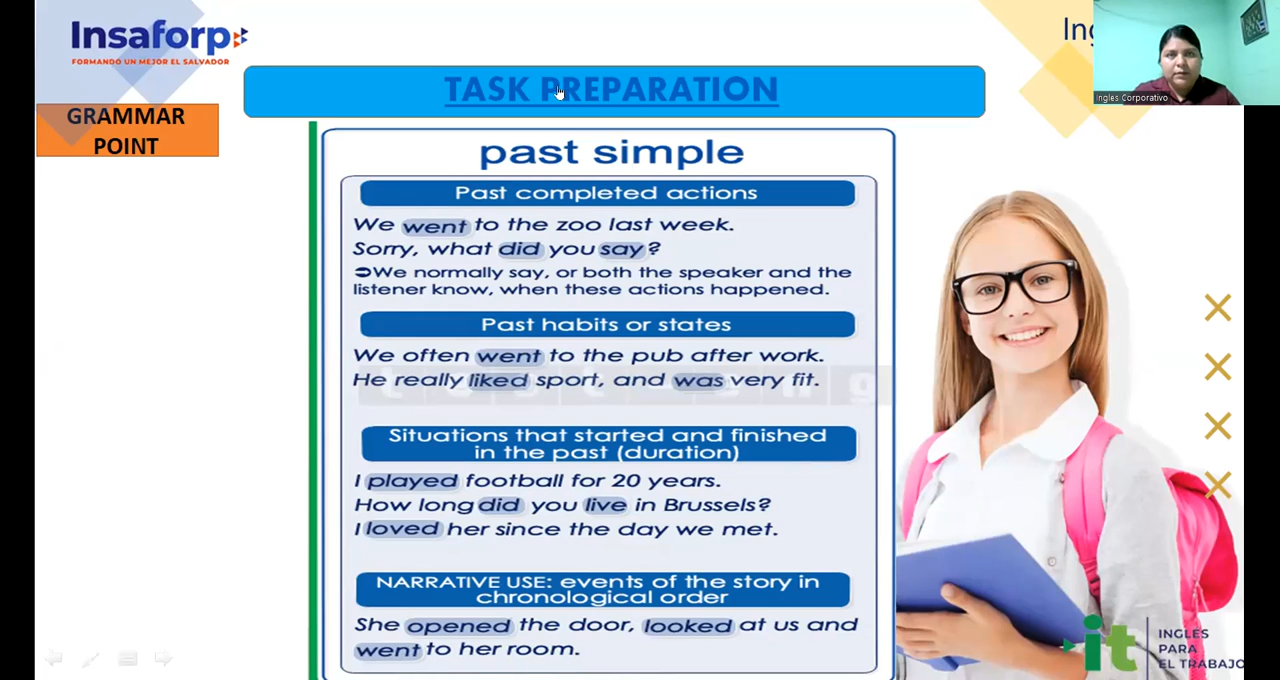 Insaforp
FORMANDO UN MEJOR EL SALVADOR
TASK PREPARATION
Ingles Corporativo
GRAMMAR
POINT
past simple
Past completed actions
We went to the zoo last week.
Sorry, what did you say?
➲We normally say, or both the speaker and the
listener know, when these actions happened.
Past habits or states
We often went to the pub after work.
He really liked sport, and was very fit.
Situations that started and finished
in the past (duration)
I played football for 20 years.
How long did you live in Brussels?
I loved her since the day we met.
NARRATIVE USE: events of the story in
chronological order
She opened the door, looked at us and
went to her room.
it
INGLES
PARA
EL TRABAJO